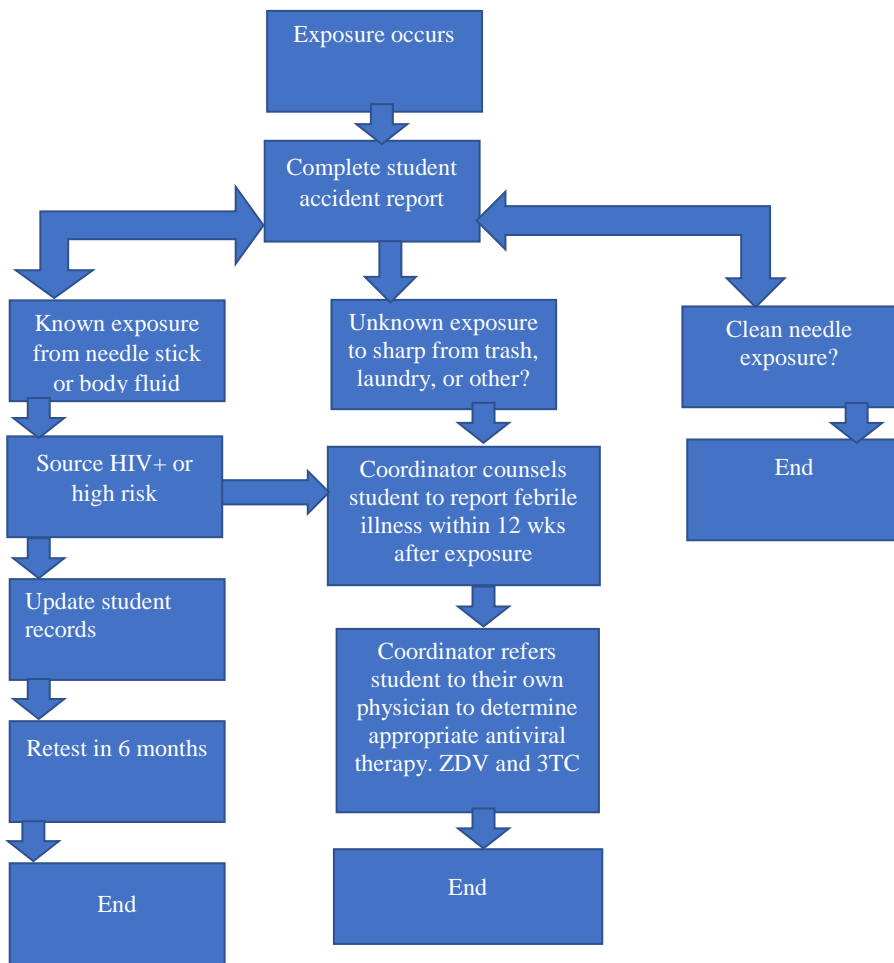 Exposure occurs
Complete student
accident report
Known exposure
from needle stick
or body fluid
Unknown exposure
to sharp from trash,
laundry, or other?
Clean needle
exposure?
Source HIV+ or
high risk
Coordinator counsels
student to report febrile
illness within 12 wks
after exposure
End
Update student
records
Coordinator refers
student to their own
physician to determine
appropriate antiviral
therapy. ZDV and 3TC
Retest in 6 months
End
End